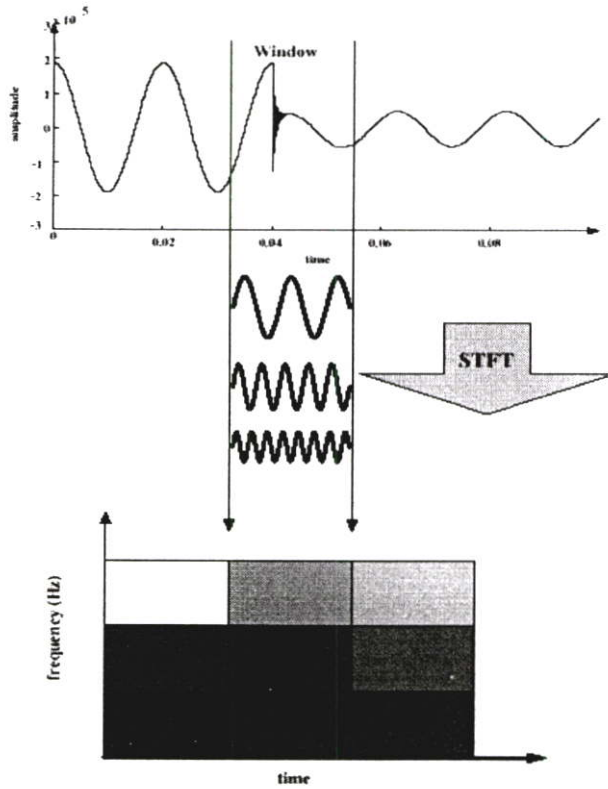 3 ×10^5
2
1
0
-1
-2
-3
amplitude
Window
0 0.02 0.04 0.06 0.08
time
STFT
frequency (Hz)
time